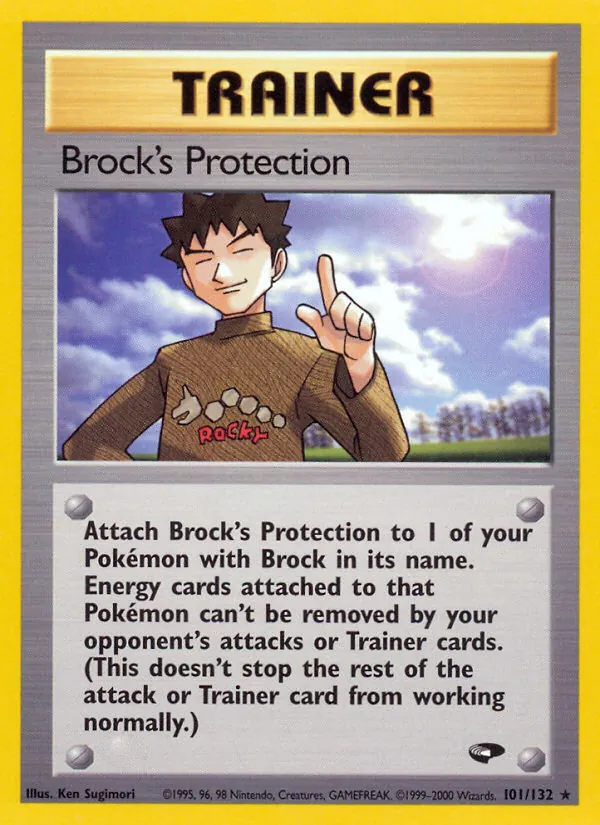 TRAINER
Brock's Protection
Rocky
Attach Brock's Protection to 1 of your
Pokémon with Brock in its name.
Energy cards attached to that
Pokémon can't be removed by your
opponent's attacks or Trainer cards.
(This doesn't stop the rest of the
attack or Trainer card from working
normally.)
Illus. Ken Sugimori ©1995, 96, 98 Nintendo, Creatures, GAMEFREAK. ©1999-2000 Wizards. 101/132 ★